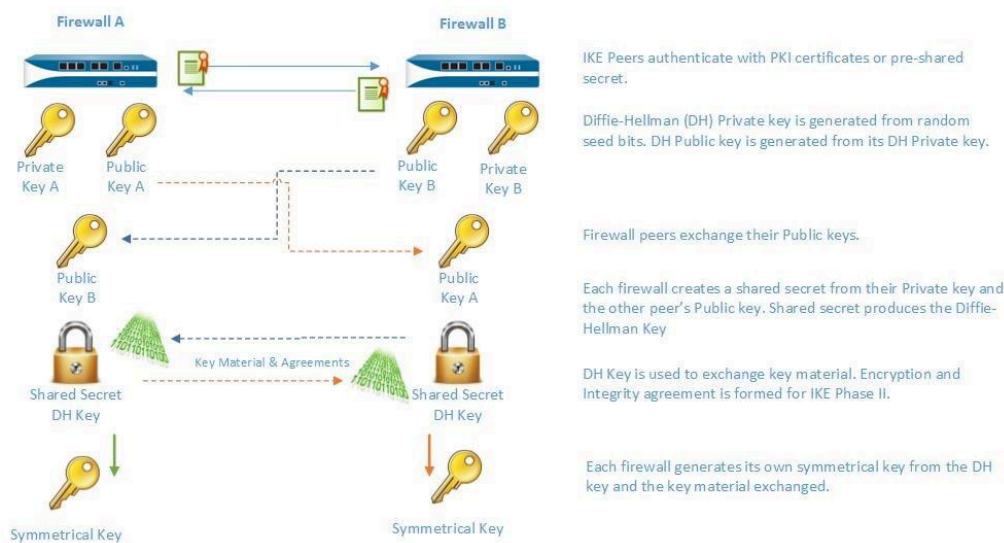 Firewall A
Firewall B
IKE Peers authenticate with PKI certificates or pre-shared
secret.
Diffie-Hellman (DH) Private key is generated from random
seed bits. DH Public key is generated from its DH Private key.
Private
Key A
Public
Key A
Public
Key B
Private
Key B
Firewall peers exchange their Public keys.
Public
Key B
Public
Key A
Each firewall creates a shared secret from their Private key and
the other peer's Public key. Shared secret produces the Diffie-
Hellman Key
Key Material & Agreements
DH Key is used to exchange key material. Encryption and
Integrity agreement is formed for IKE Phase II.
Shared Secret
DH Key
Shared Secret
DH Key
Each firewall generates its own symmetrical key from the DH
key and the key material exchanged.
Symmetrical Key
Symmetrical Key